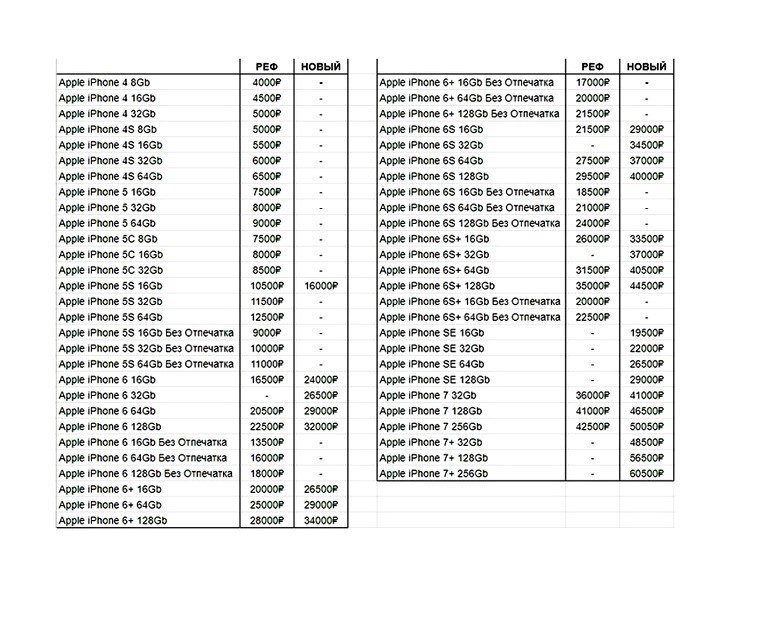 РЕФ НОВЫЙ
Apple iPhone 4 8Gb 4000₽ -
Apple iPhone 4 16Gb 4500₽ -
Apple iPhone 4 32Gb 5000₽ -
Apple iPhone 4S 8Gb 5000₽ -
Apple iPhone 4S 16Gb 5500₽ -
Apple iPhone 4S 32Gb 6000₽ -
Apple iPhone 4S 64Gb 6500₽ -
Apple iPhone 5 16Gb 7500₽ -
Apple iPhone 5 32Gb 8000₽ -
Apple iPhone 5 64Gb 9000₽ -
Apple iPhone 5C 8Gb 7500₽ -
Apple iPhone 5C 16Gb 8000₽ -
Apple iPhone 5C 32Gb 8500₽ -
Apple iPhone 5S 16Gb 10500₽ 16000₽
Apple iPhone 5S 32Gb 11500₽ -
Apple iPhone 5S 64Gb 12500₽ -
Apple iPhone 5S 16Gb Без Отпечатка 9000₽ -
Apple iPhone 5S 32Gb Без Отпечатка 10000₽ -
Apple iPhone 5S 64Gb Без Отпечатка 11000₽ -
Apple iPhone 6 16Gb 16500₽ 24000₽
Apple iPhone 6 32Gb - 26500₽
Apple iPhone 6 64Gb 20500₽ 29000₽
Apple iPhone 6 128Gb 22500₽ 32000₽
Apple iPhone 6 16Gb Без Отпечатка 13500₽ -
Apple iPhone 6 64Gb Без Отпечатка 16000₽ -
Apple iPhone 6 128Gb Без Отпечатка 18000₽ -
Apple iPhone 6+ 16Gb 20000₽ 26500₽
Apple iPhone 6+ 64Gb 25000₽ 29000₽
Apple iPhone 6+ 128Gb 28000₽ 34000₽
РЕФ НОВЫЙ
Apple iPhone 6+ 16Gb Без Отпечатка 17000₽ -
Apple iPhone 6+ 64Gb Без Отпечатка 20000₽ -
Apple iPhone 6+ 128Gb Без Отпечатка 21500₽ -
Apple iPhone 6S 16Gb 21500₽ 29000₽
Apple iPhone 6S 32Gb - 34500₽
Apple iPhone 6S 64Gb 27500₽ 37000₽
Apple iPhone 6S 128Gb 29500₽ 40000₽
Apple iPhone 6S 16Gb Без Отпечатка 18500₽ -
Apple iPhone 6S 64Gb Без Отпечатка 21000₽ -
Apple iPhone 6S 128Gb Без Отпечатка 24000₽ -
Apple iPhone 6S+ 16Gb 26000₽ 33500₽
Apple iPhone 6S+ 32Gb - 37000₽
Apple iPhone 6S+ 64Gb 31500₽ 40500₽
Apple iPhone 6S+ 128Gb 35000₽ 44500₽
Apple iPhone 6S+ 16Gb Без Отпечатка 20000₽ -
Apple iPhone 6S+ 64Gb Без Отпечатка 22500₽ -
Apple iPhone SE 16Gb - 19500₽
Apple iPhone SE 32Gb - 22000₽
Apple iPhone SE 64Gb - 26500₽
Apple iPhone SE 128Gb - 29000₽
Apple iPhone 7 32Gb 36000₽ 41000₽
Apple iPhone 7 128Gb 41000₽ 46500₽
Apple iPhone 7 256Gb 42500₽ 50050₽
Apple iPhone 7+ 32Gb - 48500₽
Apple iPhone 7+ 128Gb - 56500₽
Apple iPhone 7+ 256Gb - 60500₽